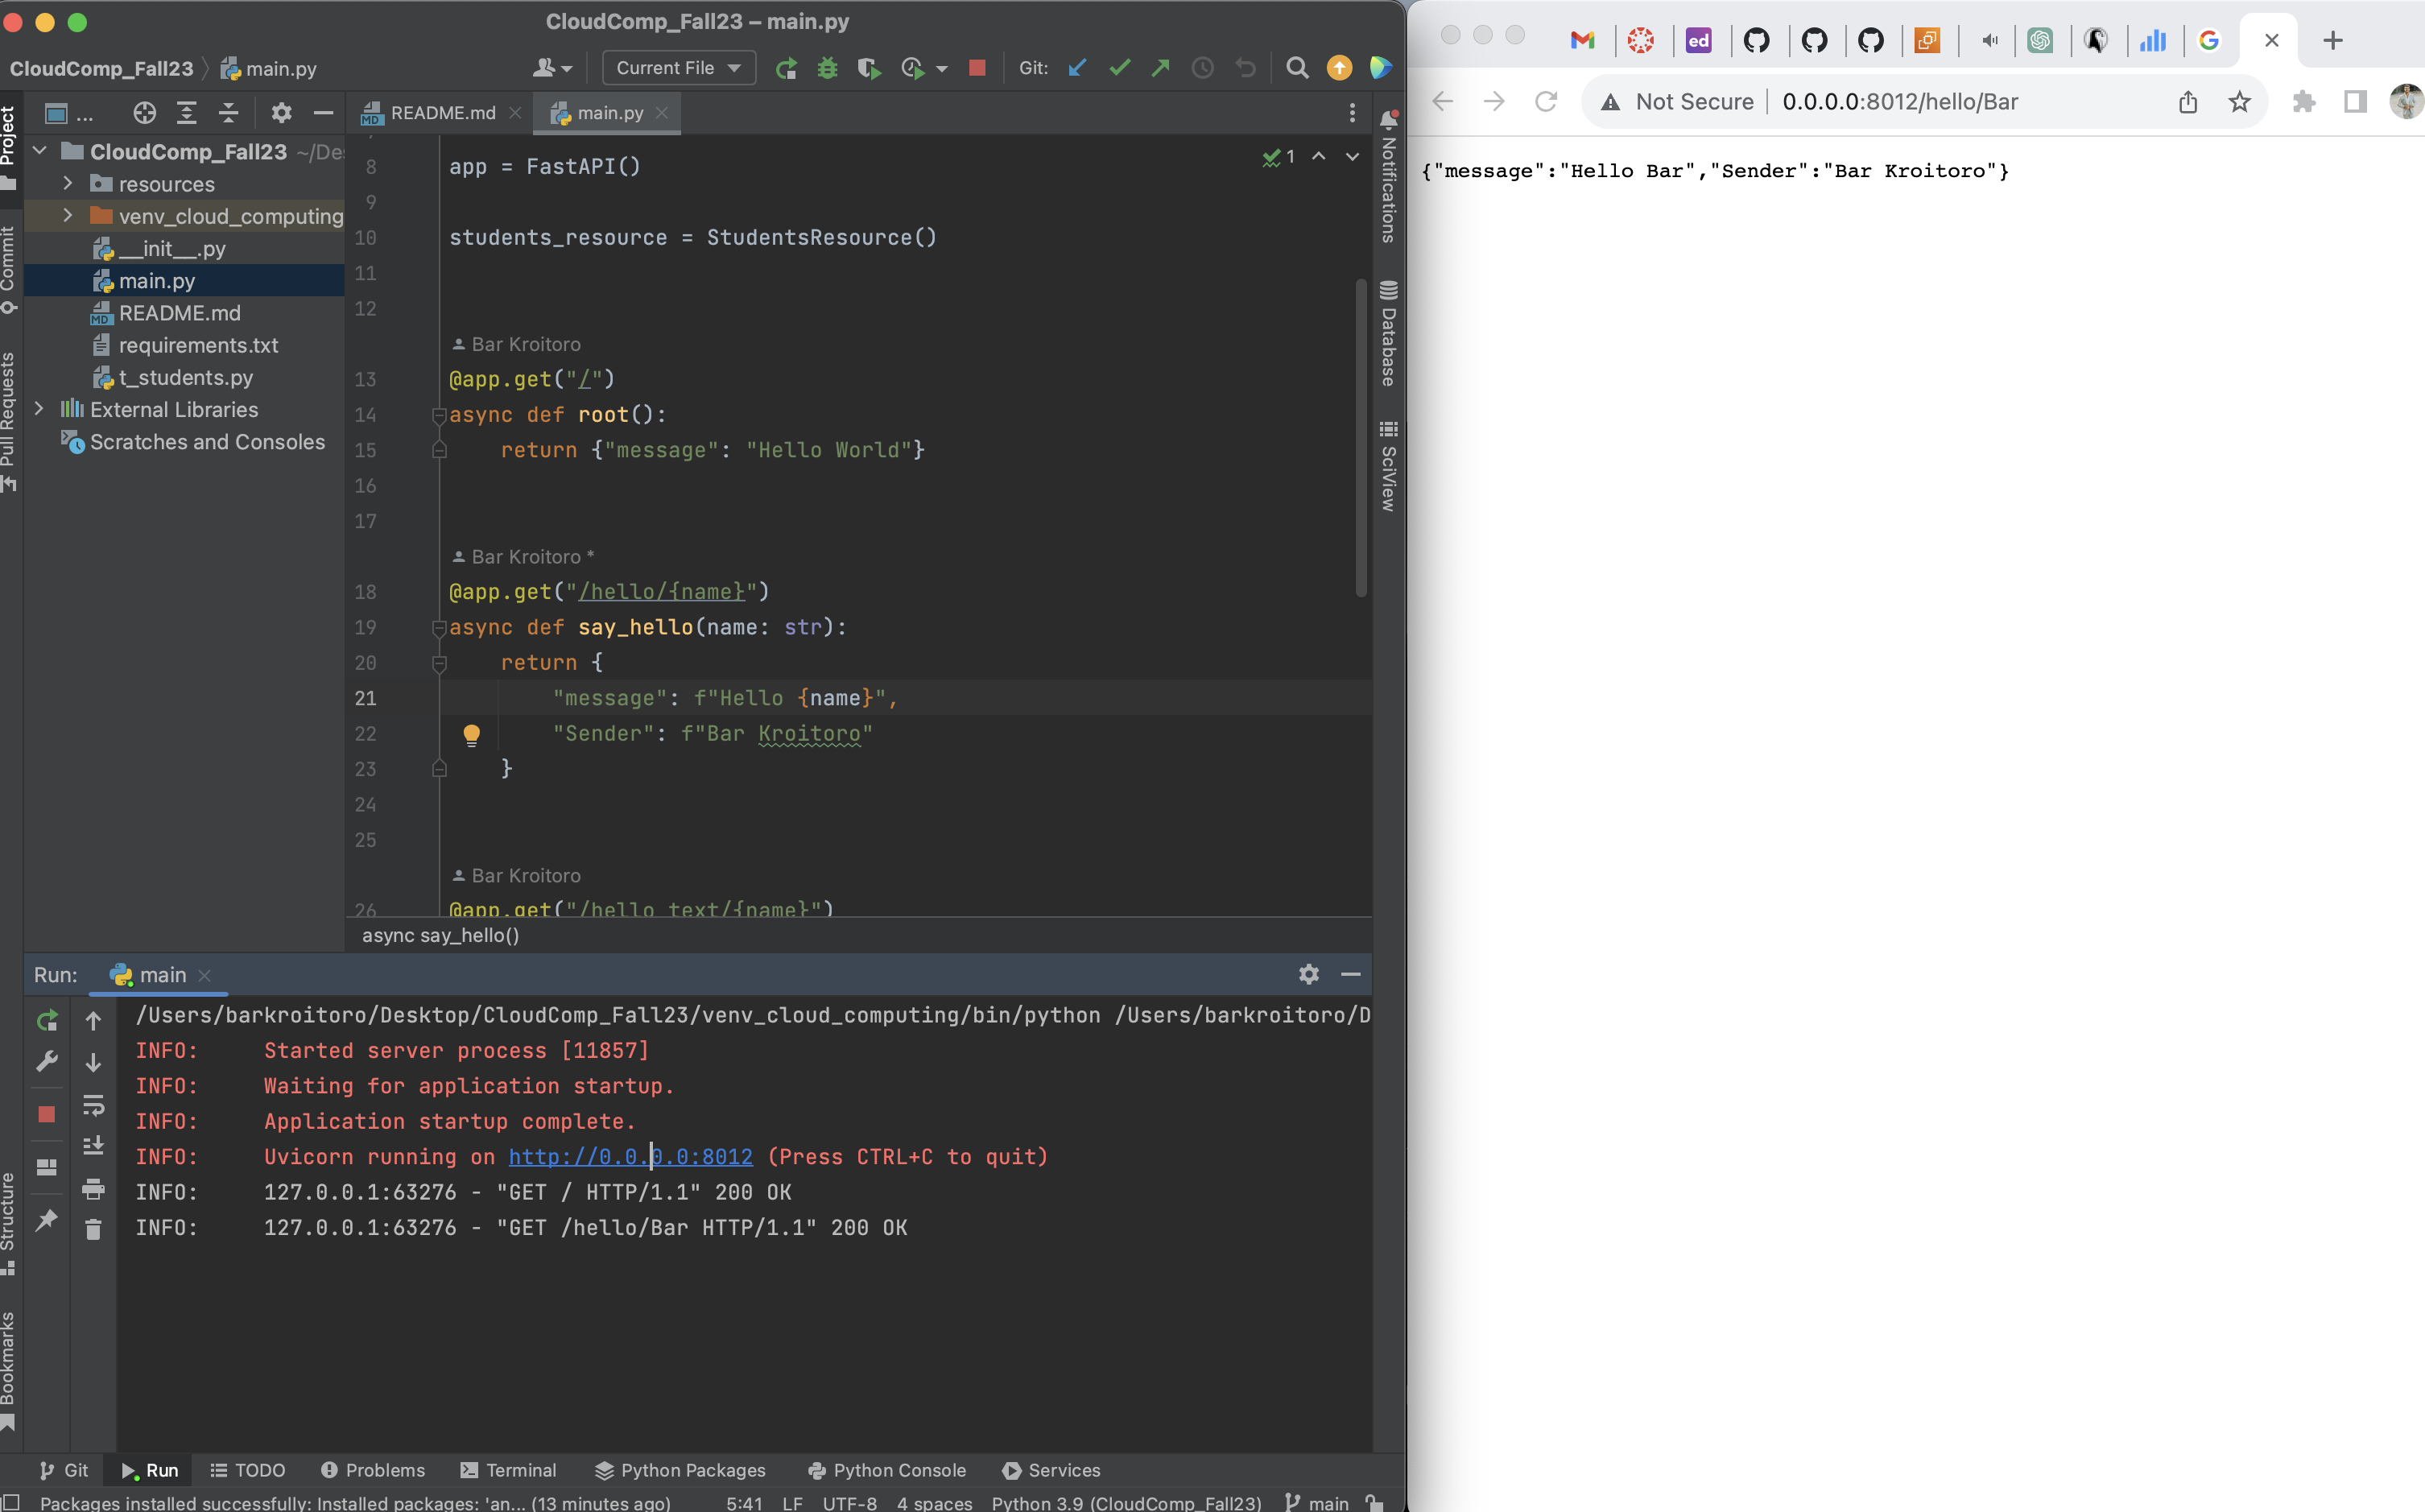 CloudComp_Fall23 – main.py
CloudComp_Fall23 main.py
Current File
Git:
Project
Commit
Pull Requests
Structure
Bookmarks
...
CloudComp_Fall23 ~/De
resources
venv_cloud_computing
__init__.py
main.py
README.md
requirements.txt
t_students.py
External Libraries
Scratches and Consoles
README.md
main.py
1
8 app = FastAPI()
9
10 students_resource = StudentsResource()
11
12
Bar Kroitoro
13 @app.get("/")
14 async def root():
15 return {"message": "Hello World"}
16
17
Bar Kroitoro *
18 @app.get("/hello/{name}")
19 async def say_hello(name: str):
20 return {
21 "message": f"Hello {name}",
22 "Sender": f"Bar Kroitoro"
23 }
24
25
Bar Kroitoro
26 @app.get("/hello_text/{name}")
async say_hello()
Notifications
Database
SciView
Run: main
/Users/barkroitoro/Desktop/CloudComp_Fall23/venv_cloud_computing/bin/python /Users/barkroitoro/D
INFO: Started server process [11857]
INFO: Waiting for application startup.
INFO: Application startup complete.
INFO: Uvicorn running on http://0.0.0.0:8012 (Press CTRL+C to quit)
INFO: 127.0.0.1:63276 - "GET / HTTP/1.1" 200 OK
INFO: 127.0.0.1:63276 - "GET /hello/Bar HTTP/1.1" 200 OK
Git Run TODO Problems Terminal Python Packages Python Console Services
Packages installed successfully: Installed packages: 'an... (13 minutes ago) 5:41 LF UTF-8 4 spaces Python 3.9 (CloudComp_Fall23) main
ed
Not Secure 0.0.0.0:8012/hello/Bar
{"message":"Hello Bar","Sender":"Bar Kroitoro"}